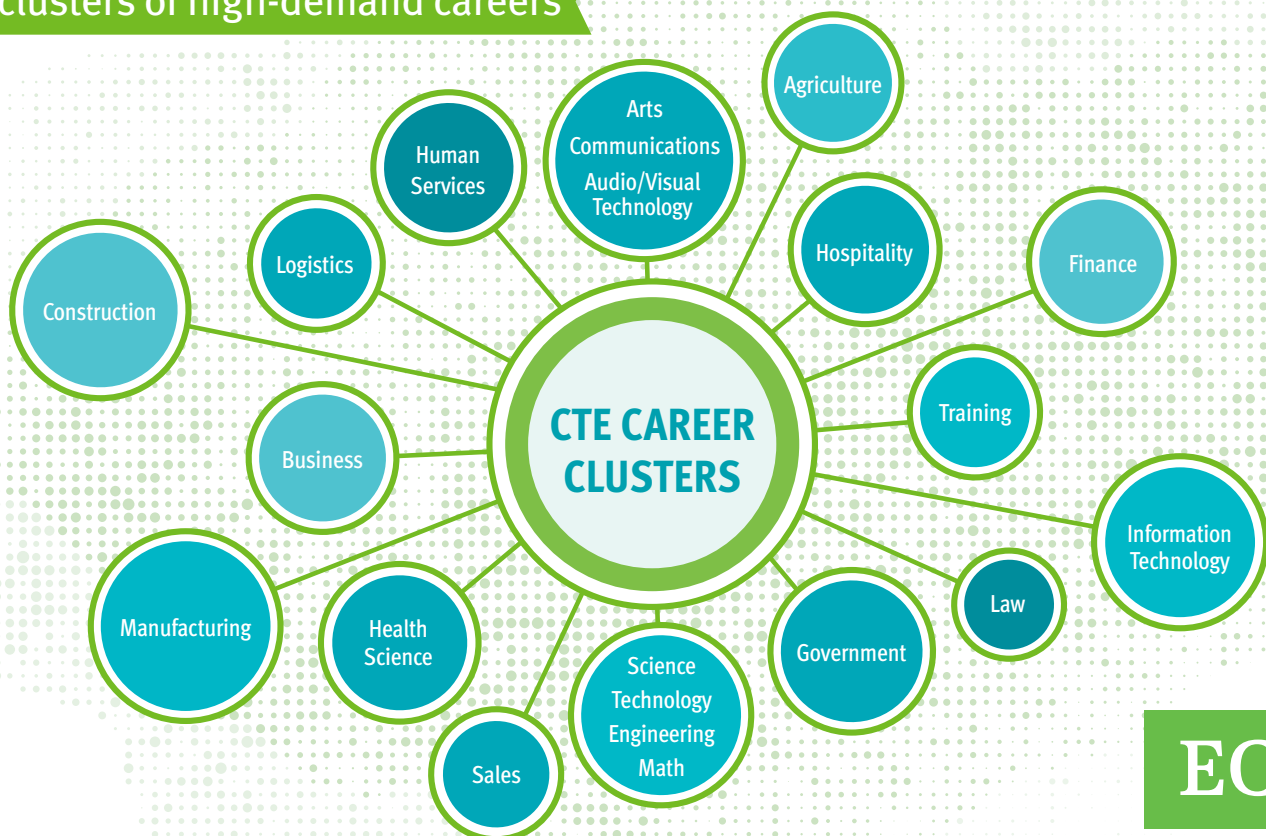 clusters of high-demand careers
Agriculture
Arts
Communications
Audio/Visual
Technology
Human
Services
Hospitality
Finance
Logistics
Construction
CTE CAREER
CLUSTERS
Training
Business
Information
Technology
Law
Manufacturing
Health
Science
Government
Science
Technology
Engineering
Math
Sales